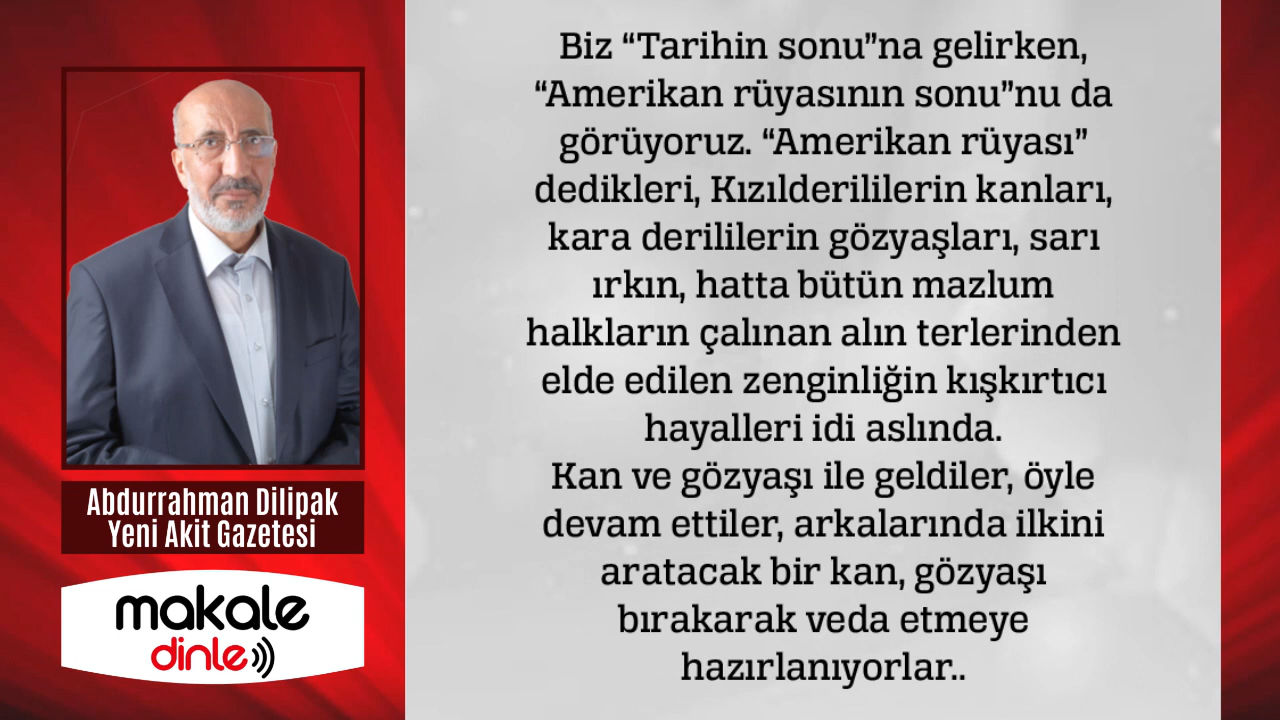 Biz “Tarihin sonu”na gelirken,
“Amerikan rüyasının sonu”nu da
görüyoruz. “Amerikan rüyası”
dedikleri, Kızılderililerin kanları,
kara derililerin gözyaşları, sarı
ırkın, hatta bütün mazlum
halkların çalınan alın terlerinden
elde edilen zenginliğin kışkırtıcı
hayalleri idi aslında.
Kan ve gözyaşı ile geldiler, öyle
devam ettiler, arkalarında ilkini
aratacak bir kan, gözyaşı
bırakarak veda etmeye
hazırlanıyorlar..
Abdurrahman Dilipak
Yeni Akit Gazetesi
makale
dinle